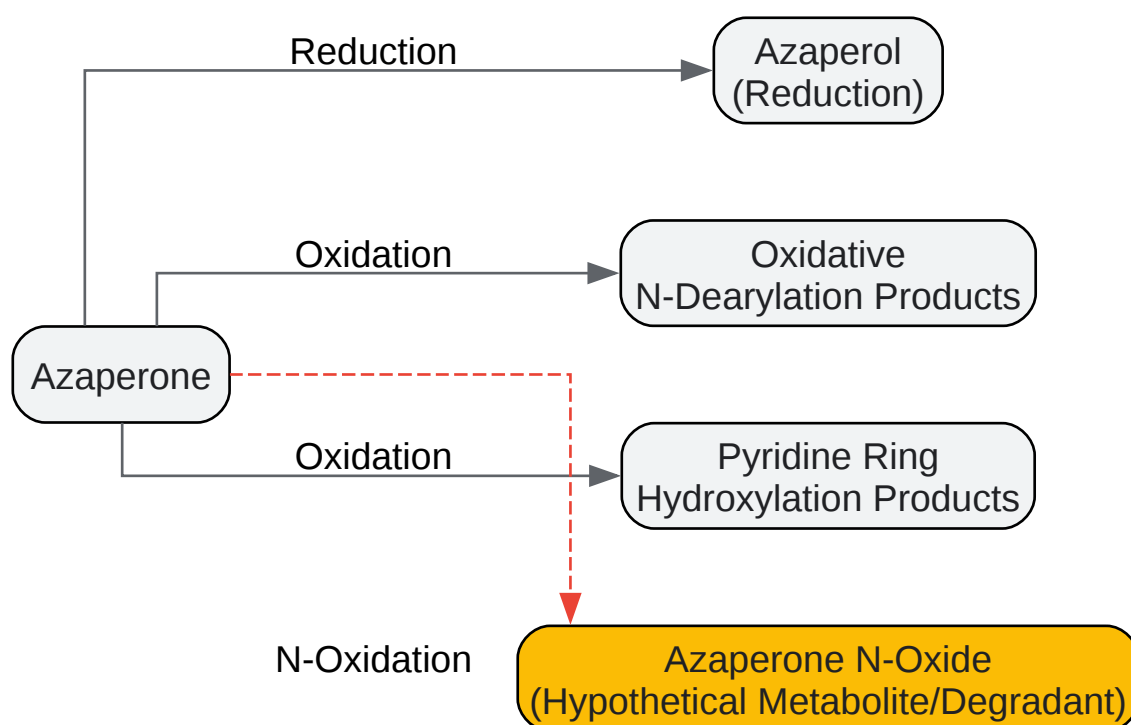 Reduction
Azaperol
(Reduction)
Oxidation
Oxidative
N-Dearylation Products
Azaperone
Oxidation
Pyridine Ring
Hydroxylation Products
N-Oxidation
Azaperone N-Oxide
(Hypothetical Metabolite/Degradant)